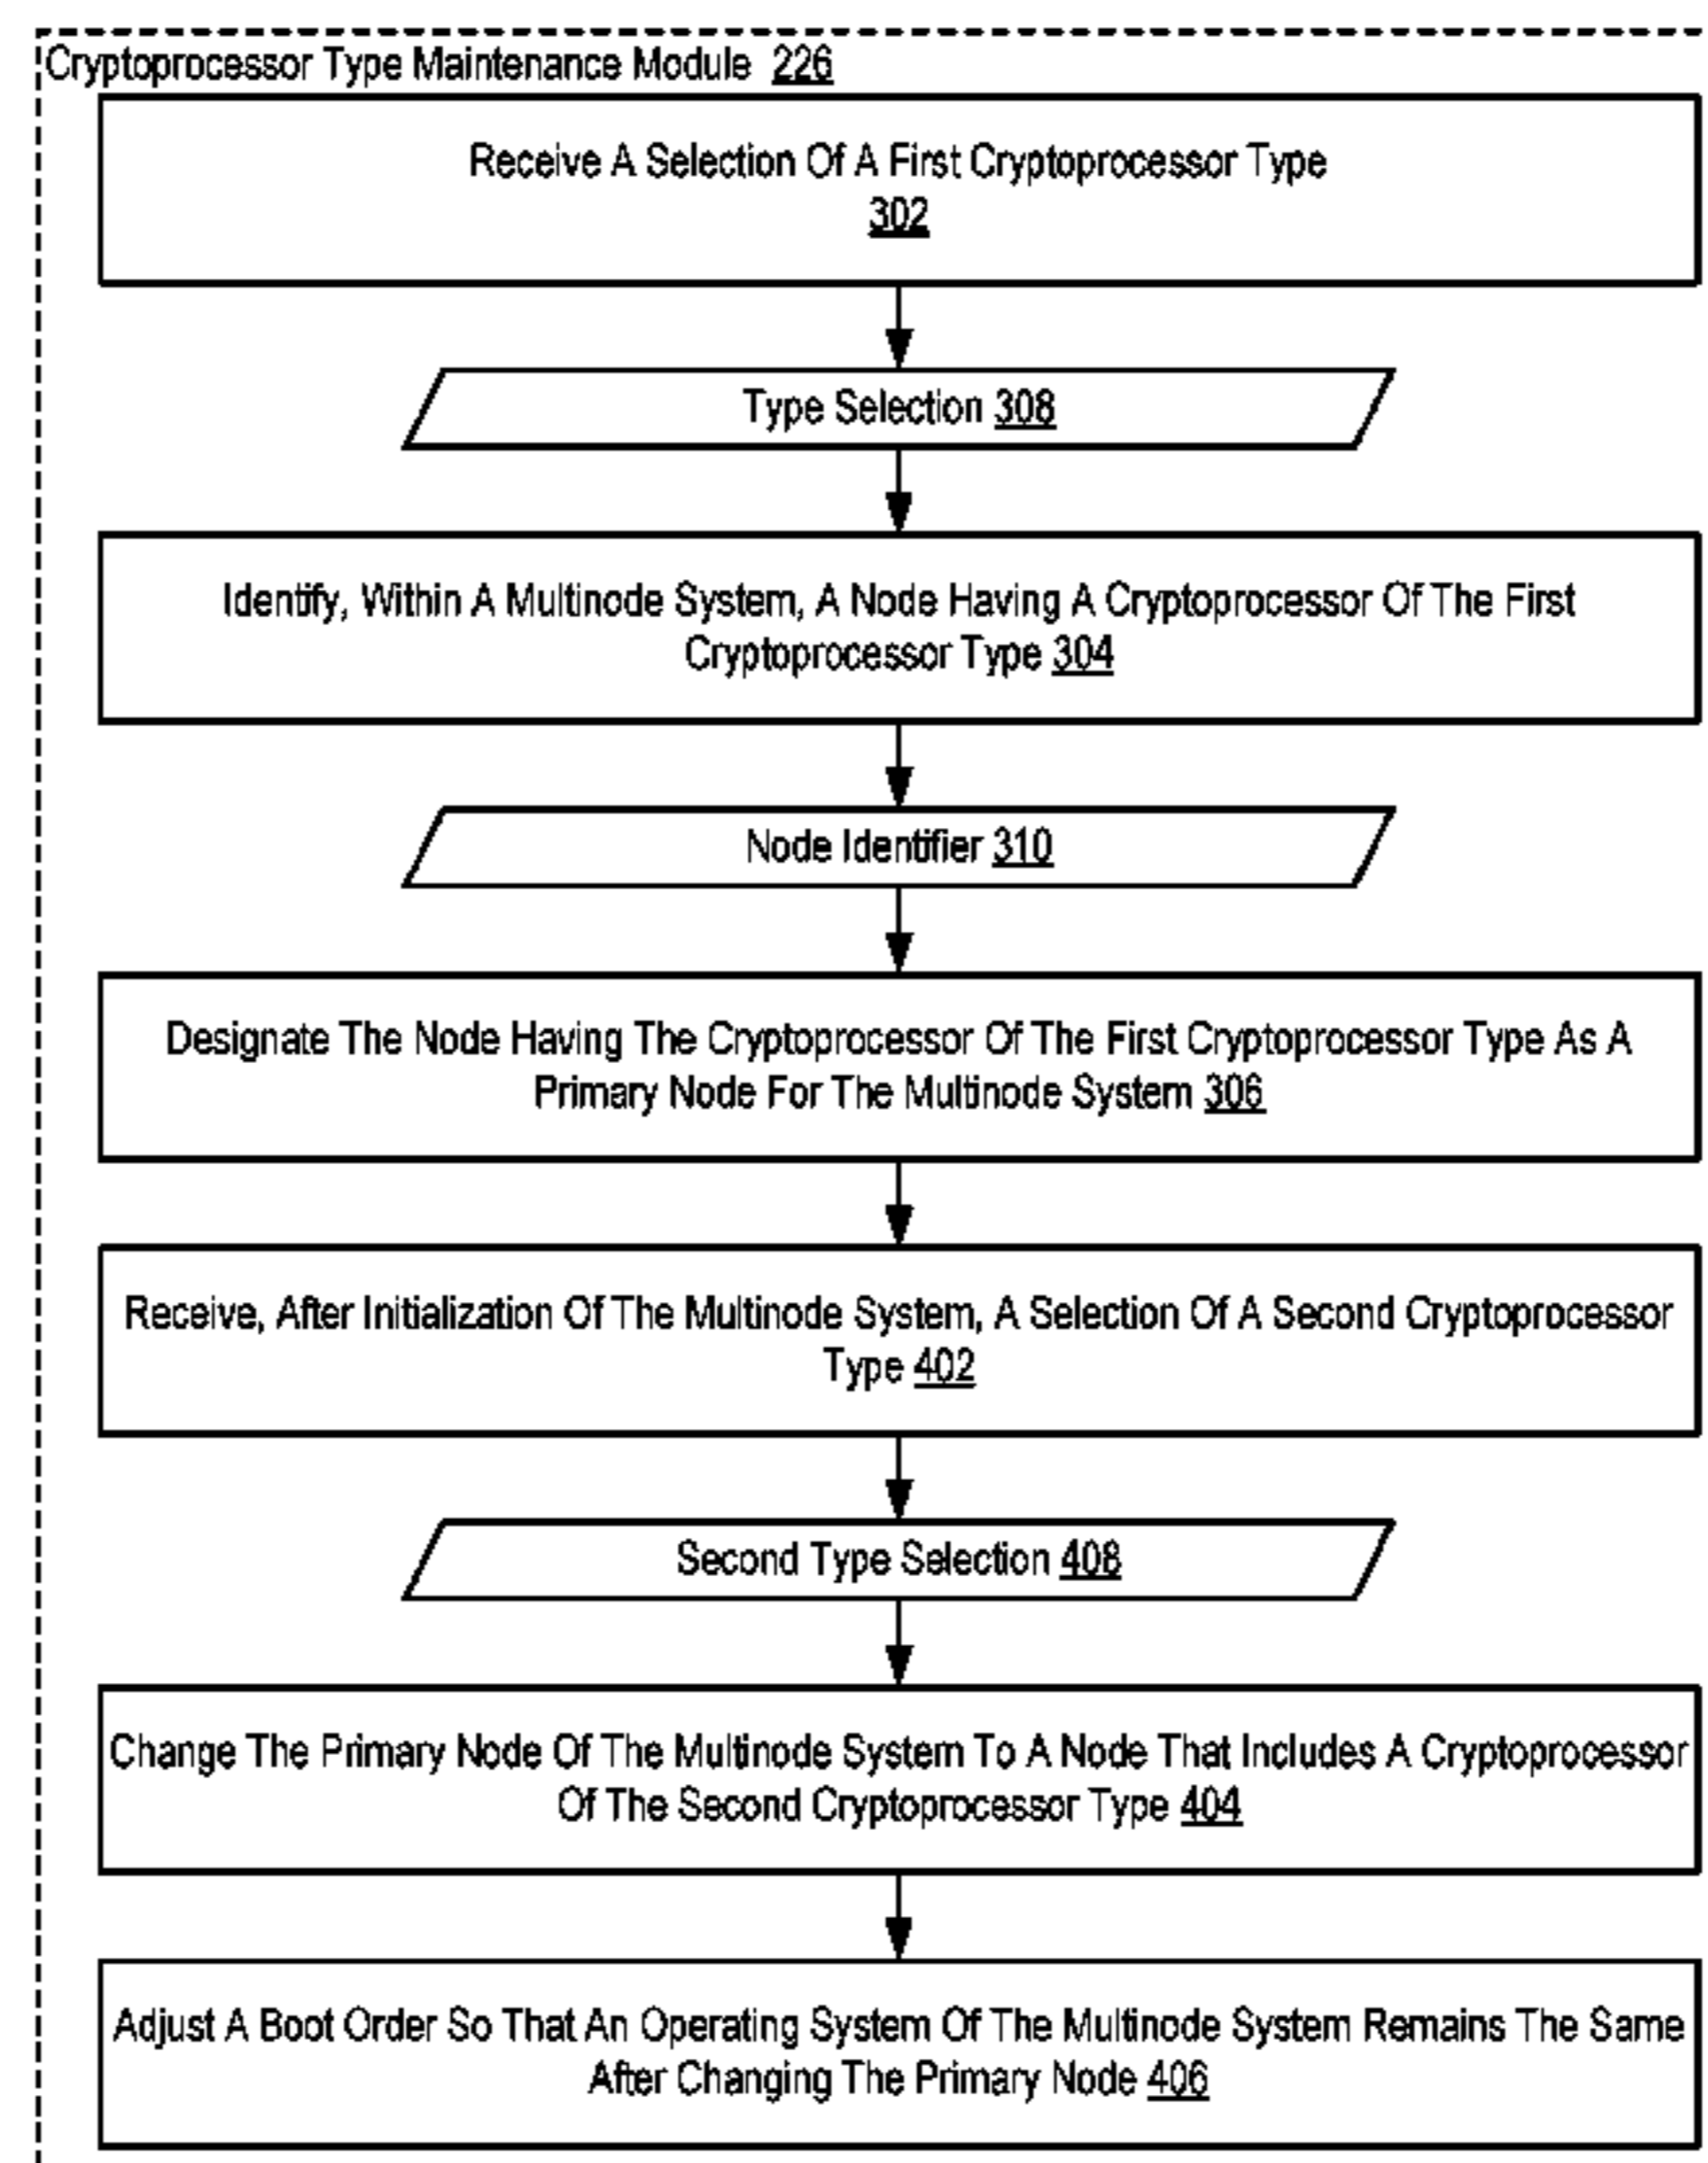 Cryptoprocessor Type Maintenance Module 226
Receive A Selection Of A First Cryptoprocessor Type
302
Type Selection 308
Identify, Within A Multinode System, A Node Having A Cryptoprocessor Of The First
Cryptoprocessor Type 304
Node Identifier 310
Designate The Node Having The Cryptoprocessor Of The First Cryptoprocessor Type As A
Primary Node For The Multinode System 306
Receive, After Initialization Of The Multinode System, A Selection Of A Second Cryptoprocessor
Type 402
Second Type Selection 408
Change The Primary Node Of The Multinode System To A Node That Includes A Cryptoprocessor
Of The Second Cryptoprocessor Type 404
Adjust A Boot Order So That An Operating System Of The Multinode System Remains The Same
After Changing The Primary Node 406